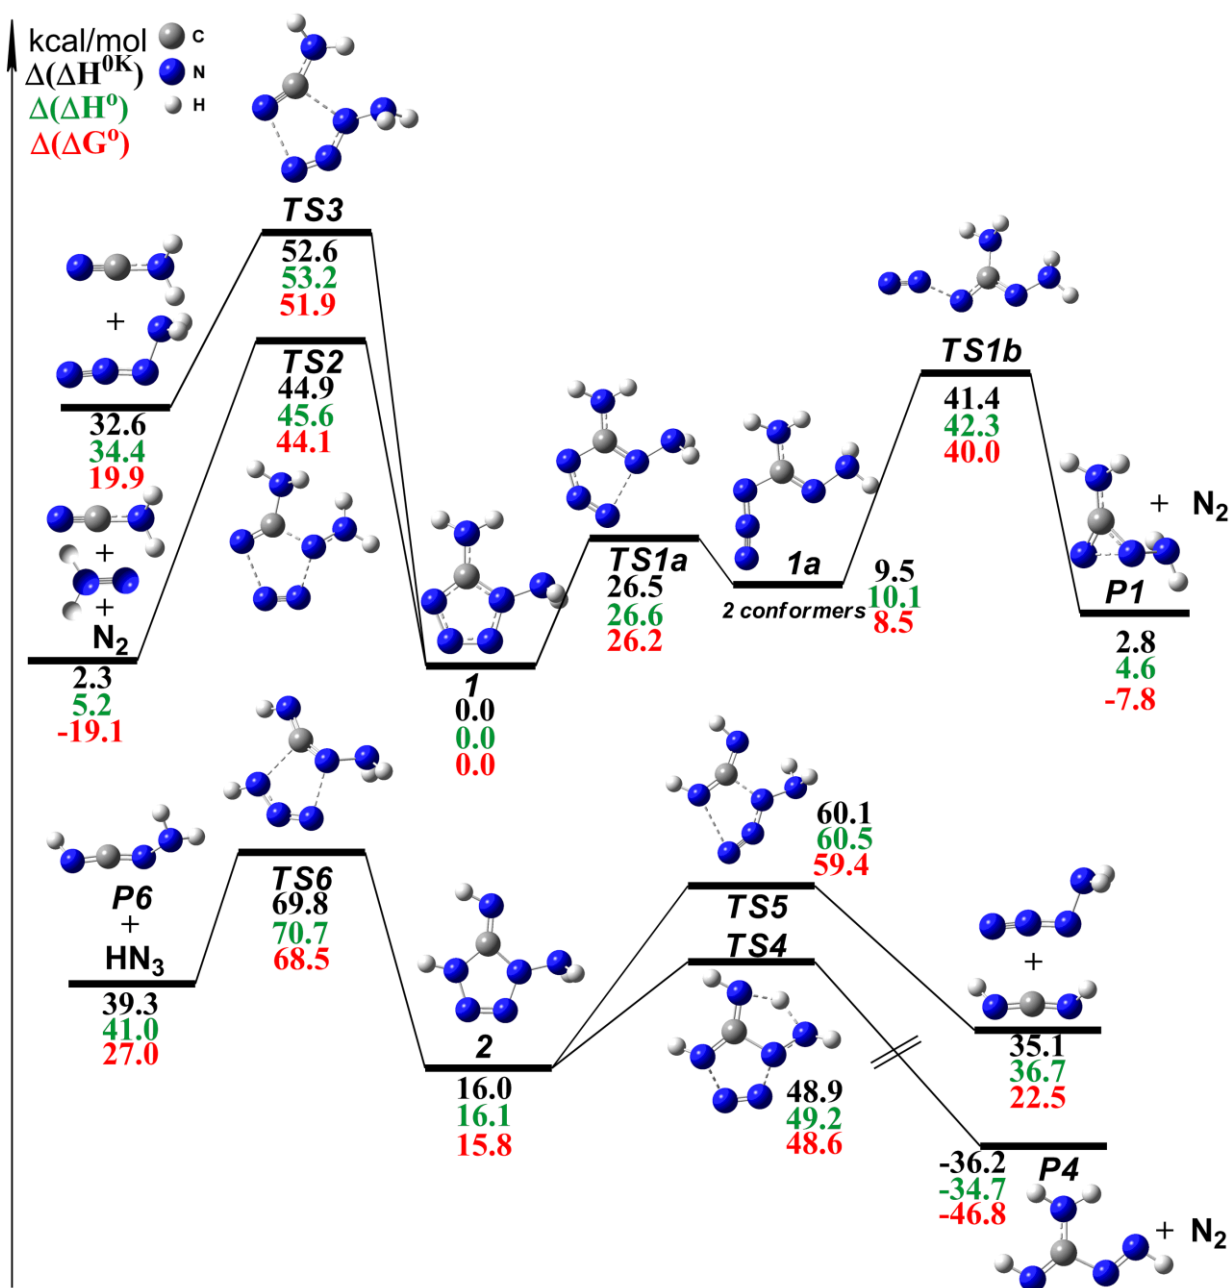 kcal/mol C
Δ(ΔH⁰ᴷ) N
Δ(ΔHᵒ) H
Δ(ΔGᵒ)
TS3
52.6
53.2
51.9
+
32.6
34.4
19.9
TS2
44.9
45.6
44.1
+
+
N₂
2.3
5.2
-19.1
1
0.0
0.0
0.0
TS1a
26.5
26.6
26.2
1a
2 conformers
9.5
10.1
8.5
TS1b
41.4
42.3
40.0
+ N₂
P1
2.8
4.6
-7.8
P6
+
HN₃
39.3
41.0
27.0
TS6
69.8
70.7
68.5
2
16.0
16.1
15.8
60.1
60.5
59.4
TS5
TS4
48.9
49.2
48.6
+
35.1
36.7
22.5
P4
-36.2
-34.7
-46.8
+ N₂